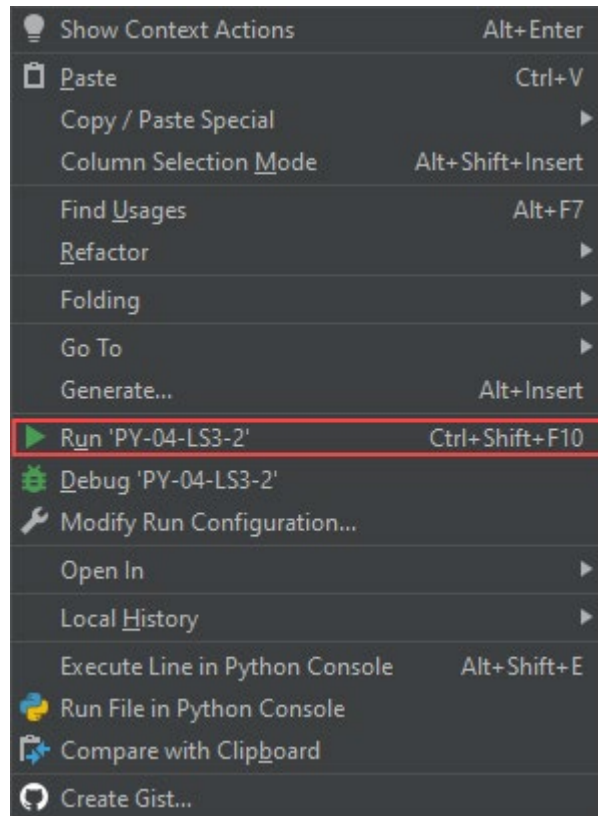 Show Context Actions Alt+Enter
Paste Ctrl+V
Copy / Paste Special
Column Selection Mode Alt+Shift+Insert
Find Usages Alt+F7
Refactor
Folding
Go To
Generate... Alt+Insert
Run 'PY-04-LS3-2' Ctrl+Shift+F10
Debug 'PY-04-LS3-2'
Modify Run Configuration...
Open In
Local History
Execute Line in Python Console Alt+Shift+E
Run File in Python Console
Compare with Clipboard
Create Gist...